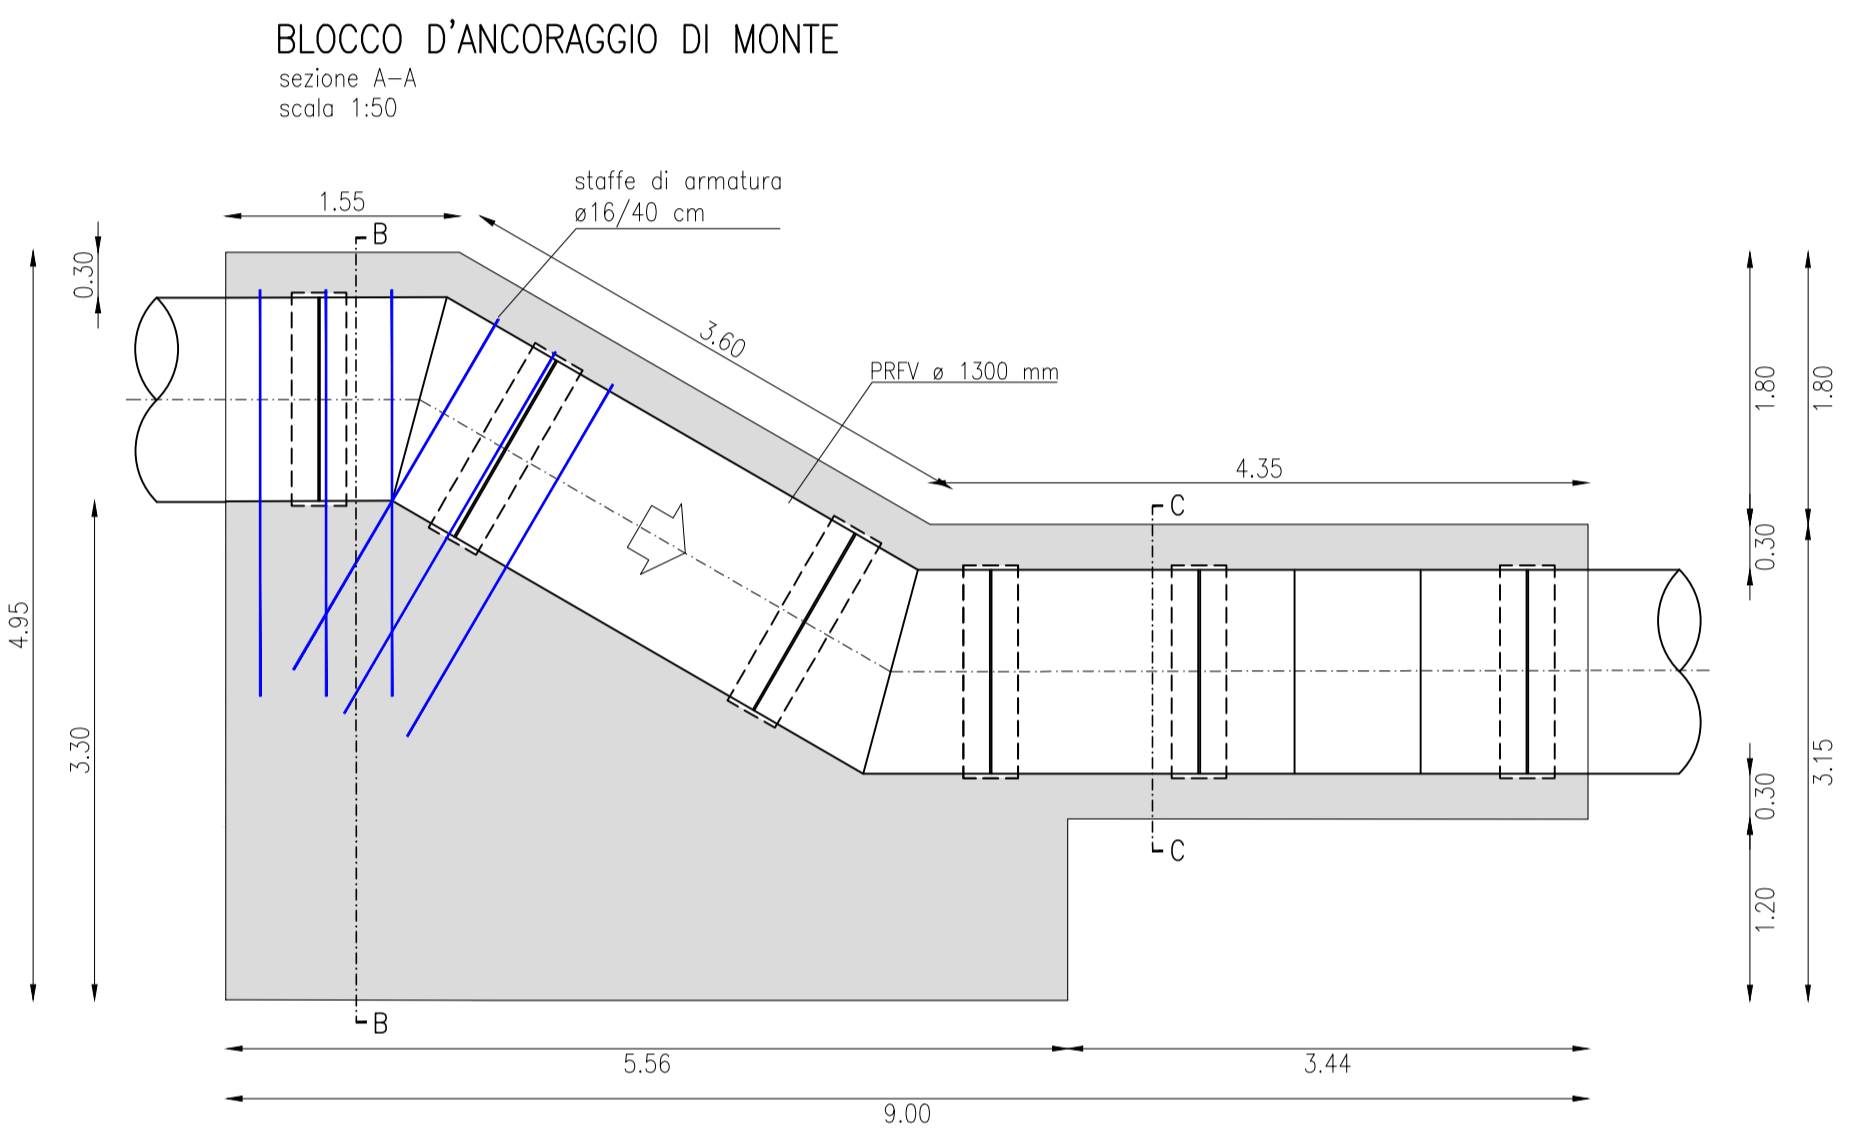 BLOCCO D'ANCORAGGIO DI MONTE
sezione A-A
scala 1:50
staffe di armatura
ø16/40 cm
1.55
B
0.30
3.60
PRFV ø 1300 mm
1.80
1.80
4.35
C
0.30
4.95
3.30
3.15
0.30
C
1.20
B
5.56
3.44
9.00